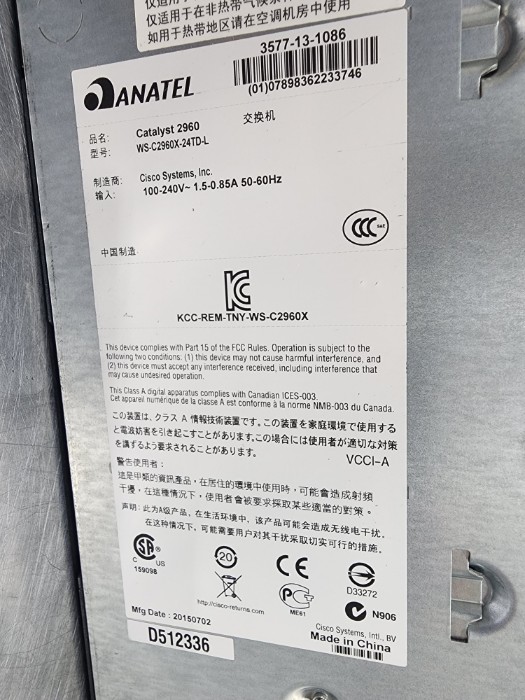 仅适用于在非热带气候
如用于热带地区请在空调机房中使用
3577-13-1086
(01)07898362233746
ANATEL
交换机
品名: Catalyst 2960
型号: WS-C2960X-24TD-L
制造商: Cisco Systems, Inc.
输入: 100-240V~ 1.5-0.85A 50-60Hz
CCC
中国制造
KCC-REM-TNY-WS-C2960X
This device complies with Part 15 of the FCC Rules. Operation is subject to the
following two conditions: (1) this device may not cause harmful interference, and
(2) this device must accept any interference received, including interference that
may cause undesired operation.
This Class A digital apparatus complies with Canadian ICES-003.
Cet appareil numérique de la classe A est conforme à la norme NMB-003 du Canada.
この装置は、クラス A 情報技術装置です。この装置を家庭環境で使用する
と電波妨害を引き起こすことがあります。この場合には使用者が適切な対策
を講ずるよう要求されることがあります。
VCCI-A
警告使用者:
這是甲類的資訊產品，在居住的環境中使用時，可能會造成射頻
干擾，在這種情況下，使用者會被要求採取某些適當的對策。
声明: 此为A级产品，在生活环境中，该产品可能会造成无线电干扰。
在这种情况下，可能需要用户对其干扰采取切实可行的措施。
C US
159098
20
CE
D33272
http://cisco-returns.com
ME61
N906
Mfg Date : 20150702
Cisco Systems, Intl., BV
Made in China
D512336